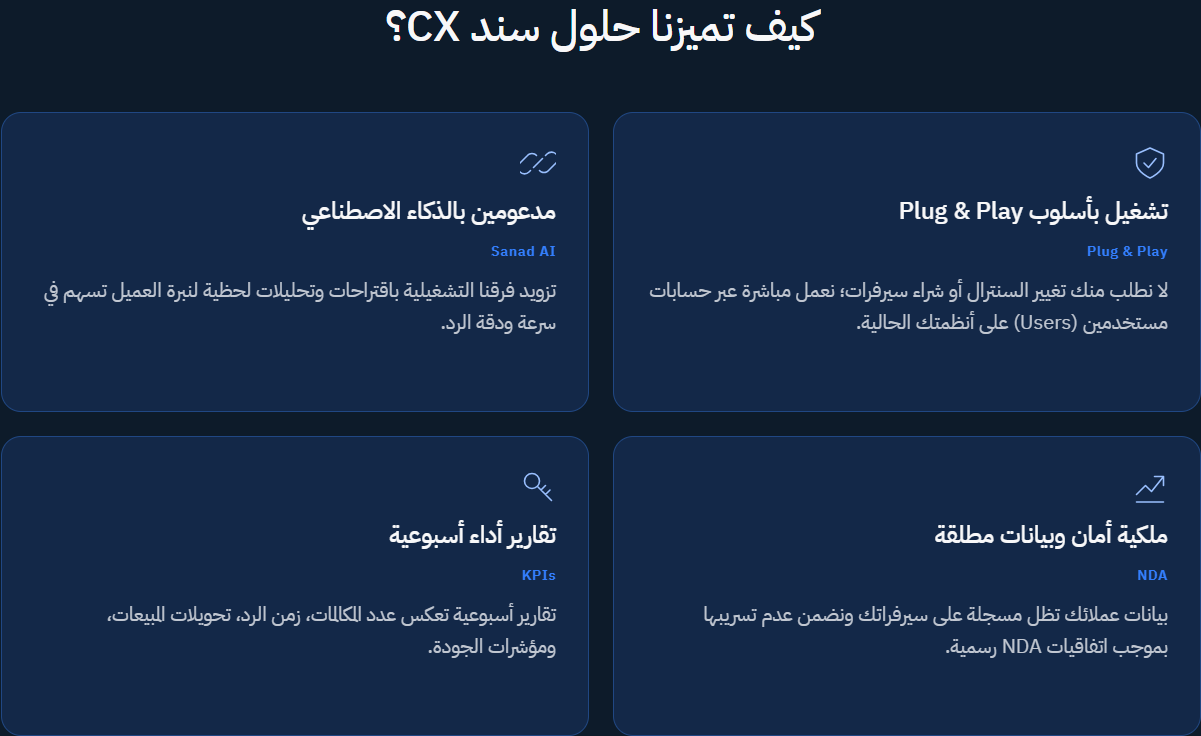 كيف تميزنا حلول سند CX؟
تشغيل بأسلوب Plug & Play
Plug & Play
لا نطلب منك تغيير السنترال أو شراء سيرفرات؛ نعمل مباشرة عبر حسابات
مستخدمين (Users) على أنظمتك الحالية.
مدعومين بالذكاء الاصطناعي
Sanad AI
تزويد فرقنا التشغيلية باقتراحات وتحليلات لحظية لنبرة العميل تسهم في
سرعة ودقة الرد.
ملكية أمان وبيانات مطلقة
NDA
بيانات عملائك تظل مسجلة على سيرفراتك ونضمن عدم تسريبها
بموجب اتفاقيات NDA رسمية.
تقارير أداء أسبوعية
KPIs
تقارير أسبوعية تعكس عدد المكالمات، زمن الرد، تحويلات المبيعات،
ومؤشرات الجودة.